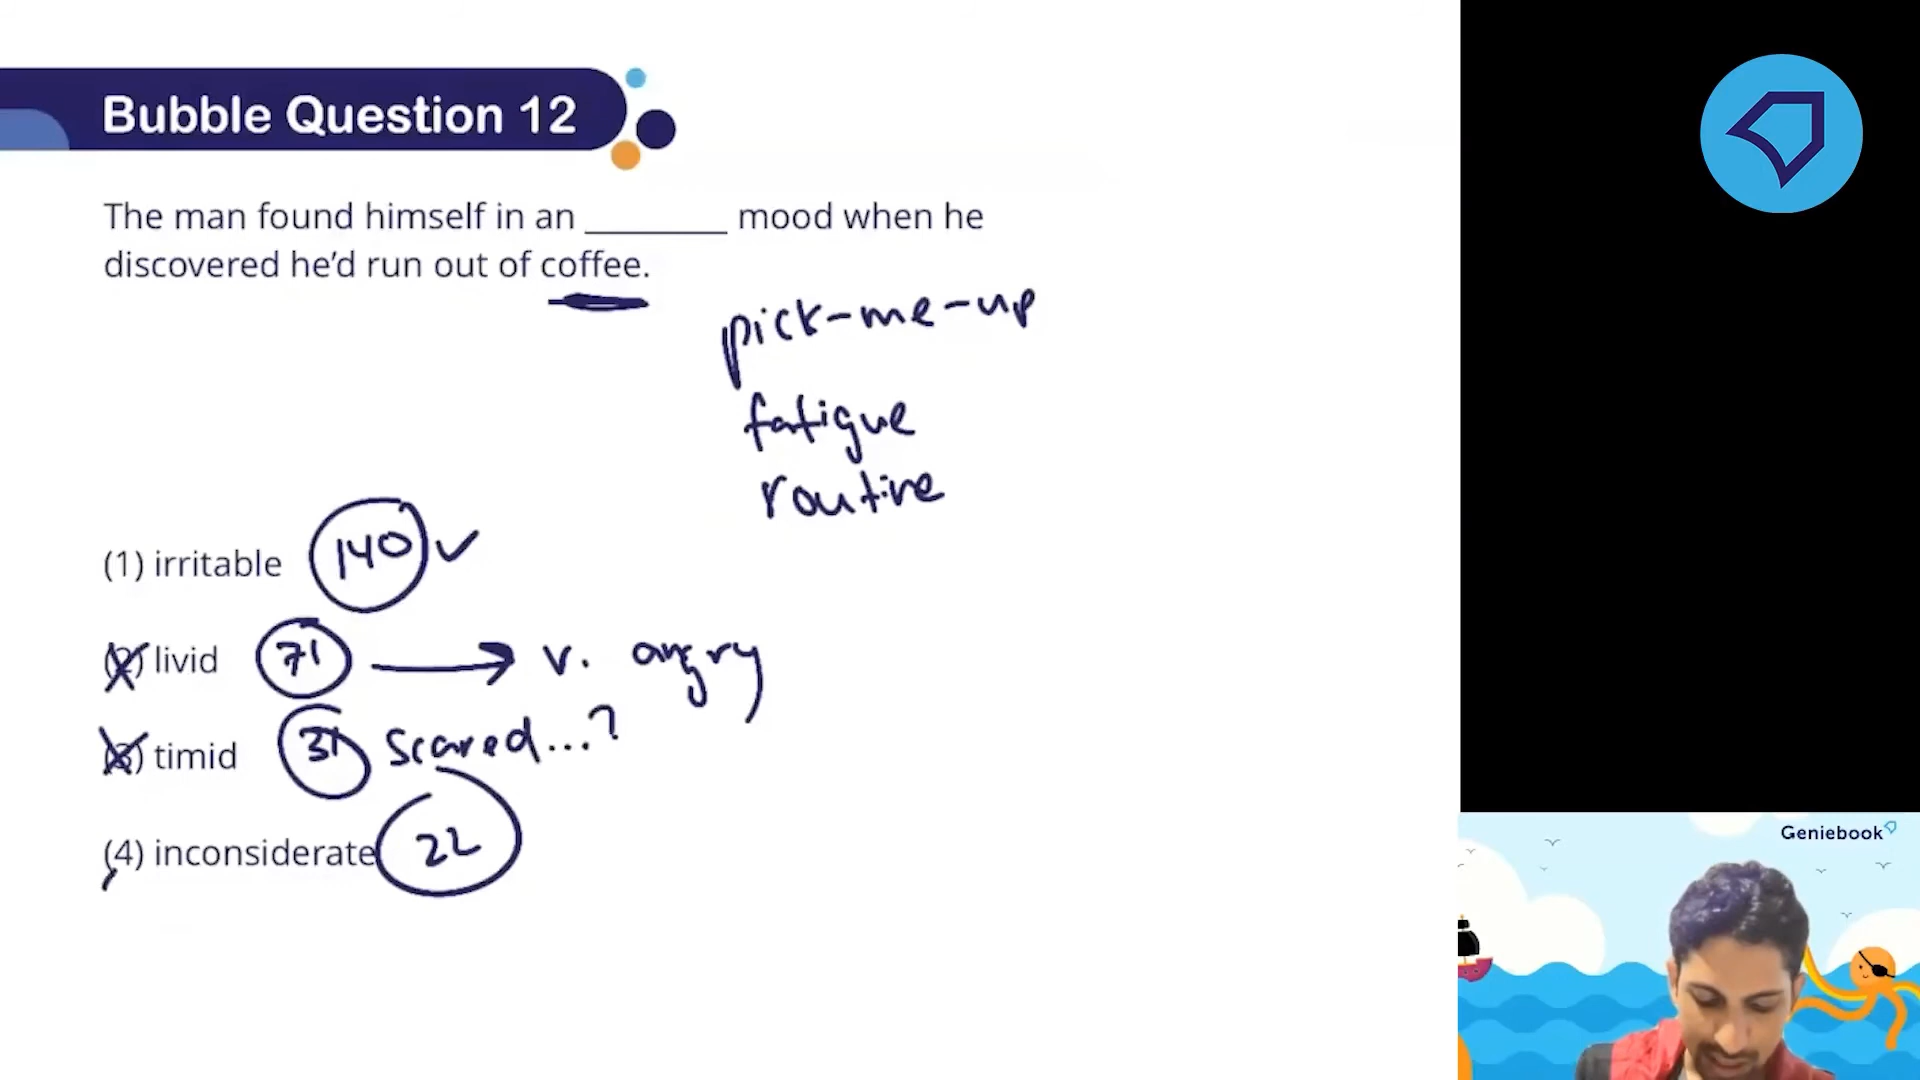 Bubble Question 12
The man found himself in an ________ mood when he
discovered he'd run out of coffee.
pick-me-up
fatigue
routine
(1) irritable 140 ✓
(2) livid 71 → v. angry
(3) timid 31 scared...?
(4) inconsiderate 22
Geniebook